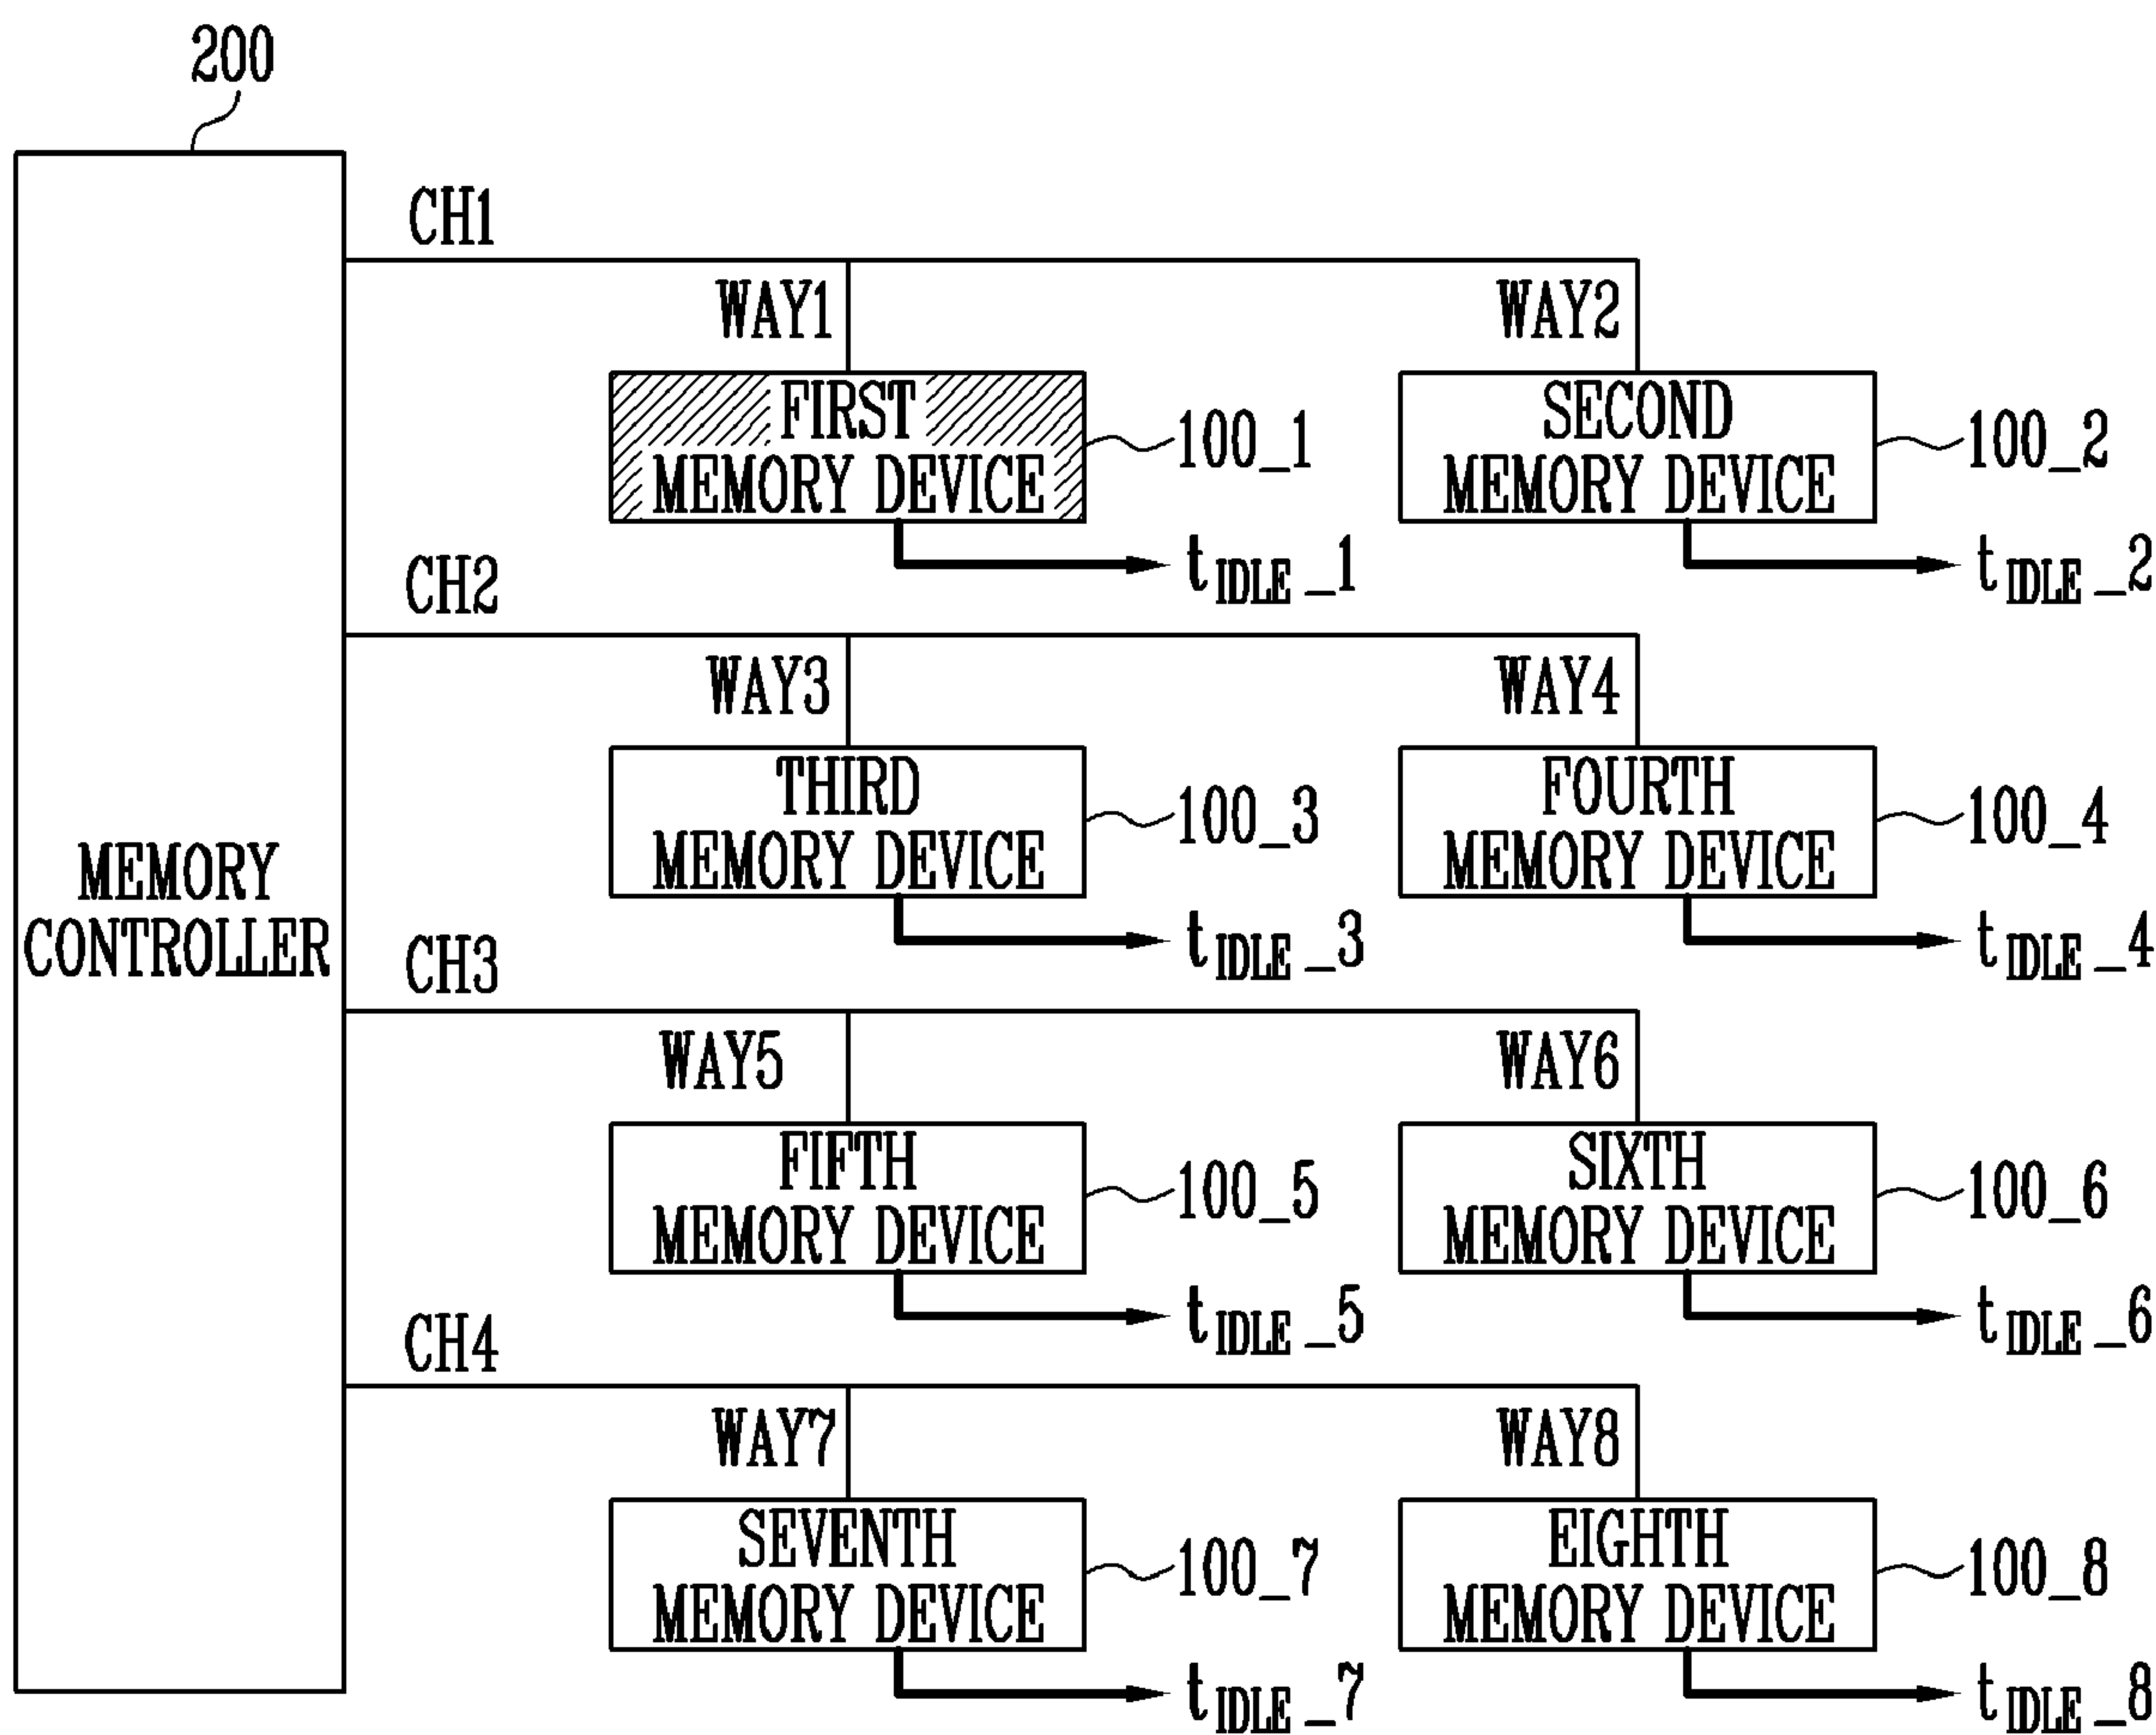 200
MEMORY
CONTROLLER
CH1
WAY1
WAY2
FIRST
MEMORY DEVICE
100_1
SECOND
MEMORY DEVICE
100_2
tIDLE_1
tIDLE_2
CH2
WAY3
WAY4
THIRD
MEMORY DEVICE
100_3
FOURTH
MEMORY DEVICE
100_4
tIDLE_3
tIDLE_4
CH3
WAY5
WAY6
FIFTH
MEMORY DEVICE
100_5
SIXTH
MEMORY DEVICE
100_6
tIDLE_5
tIDLE_6
CH4
WAY7
WAY8
SEVENTH
MEMORY DEVICE
100_7
EIGHTH
MEMORY DEVICE
100_8
tIDLE_7
tIDLE_8